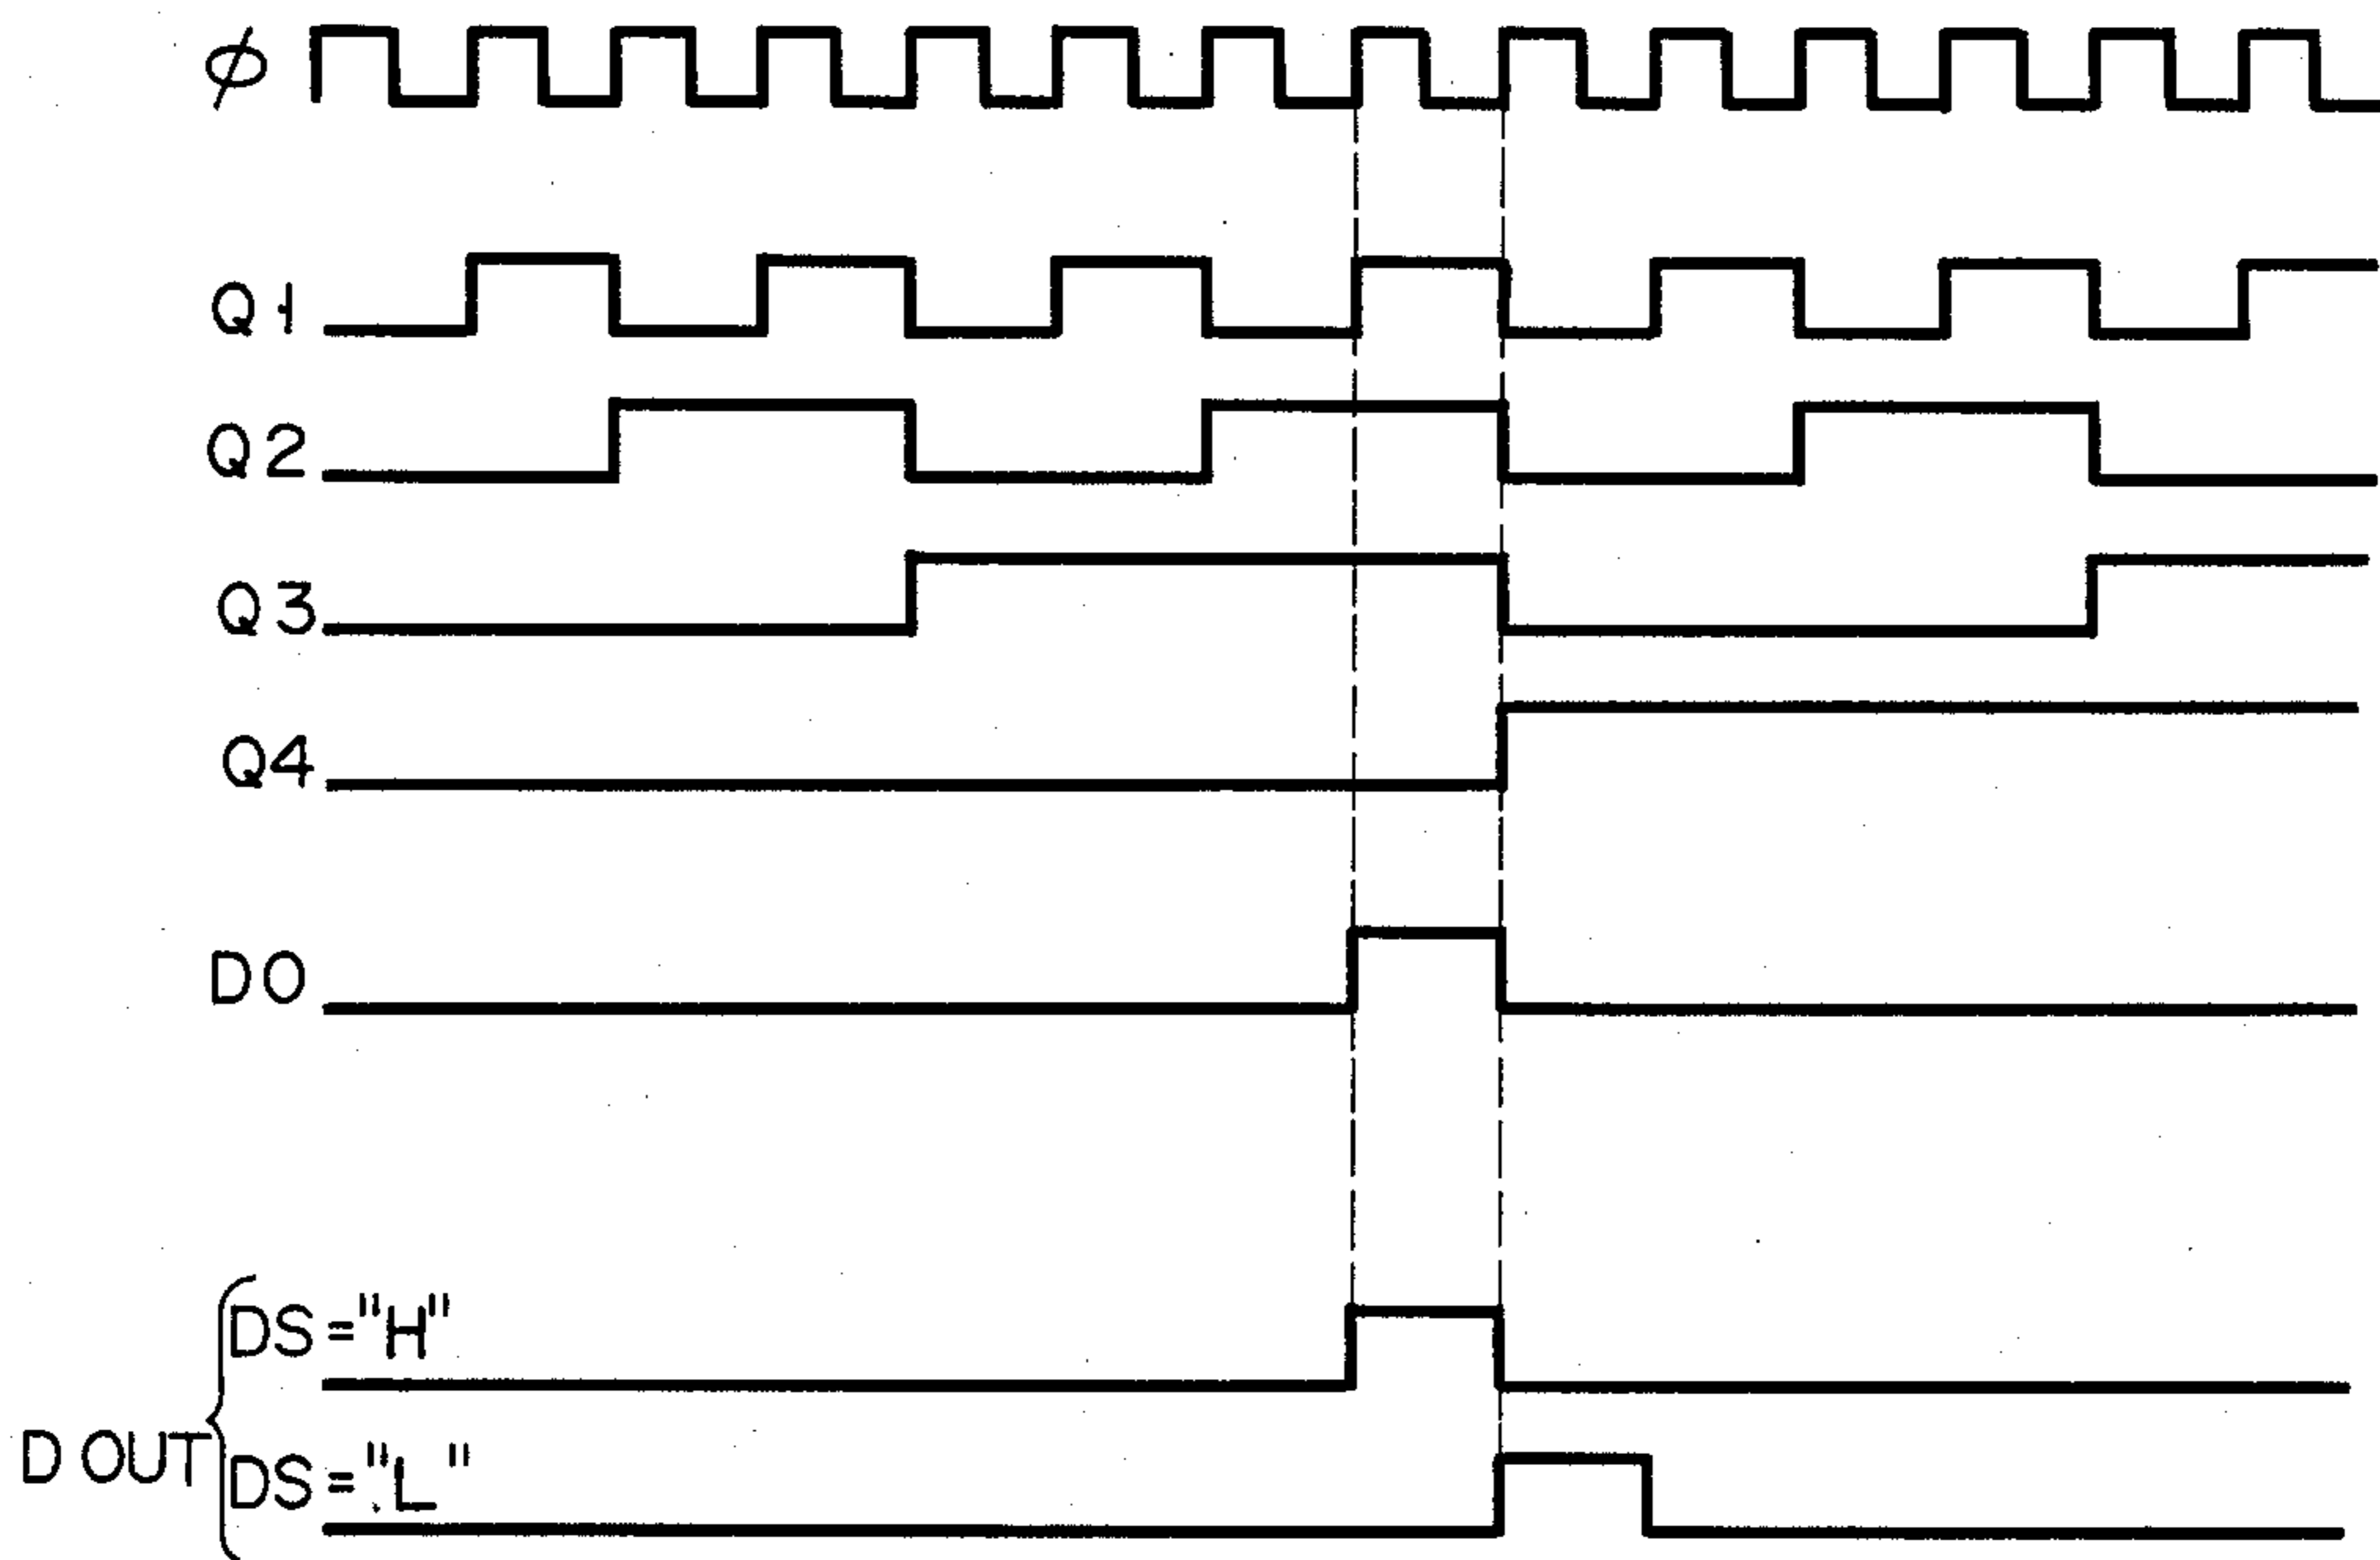 ϕ
Q1
Q2
Q3
Q4
DO
DS="H"
D OUT
DS="L"